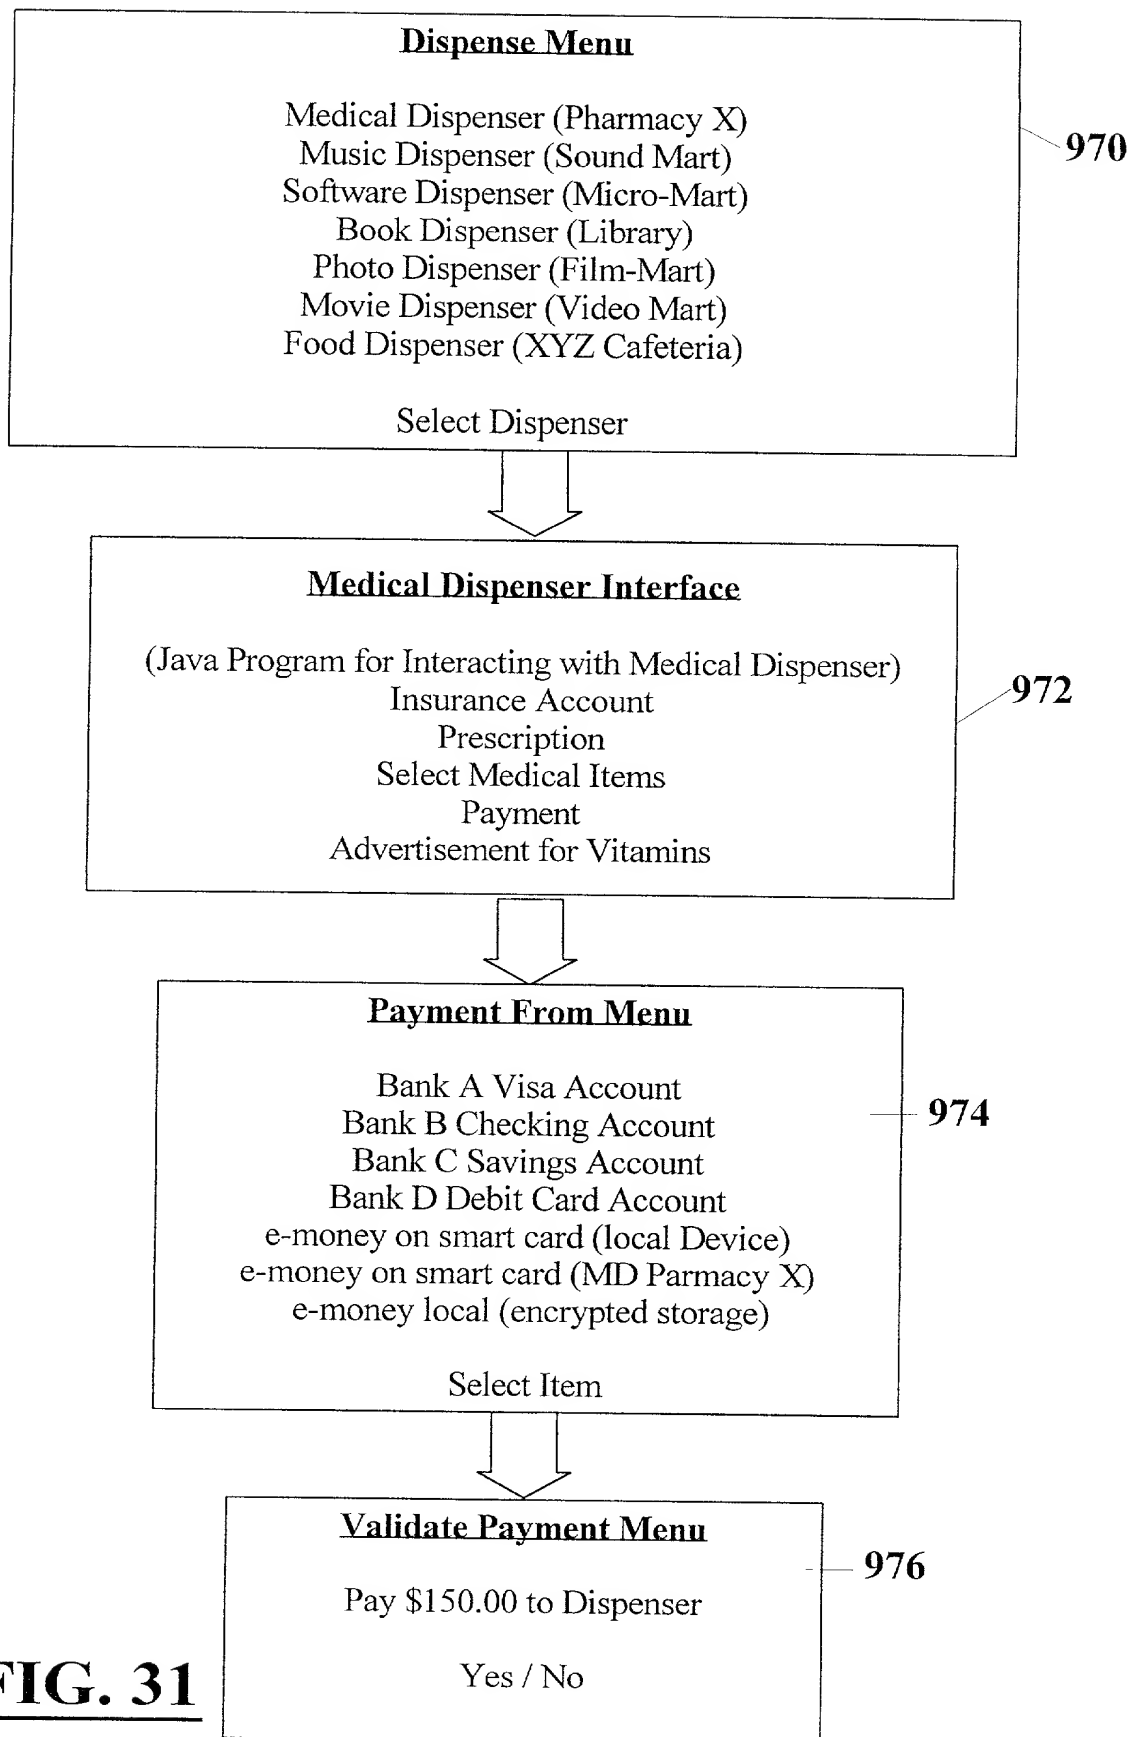 Dispense Menu
Medical Dispenser (Pharmacy X)
970
Music Dispenser (Sound Mart)
Software Dispenser (Micro-Mart)
Book Dispenser (Library)
Photo Dispenser (Film-Mart)
Movie Dispenser (Video Mart)
Food Dispenser (XYZ Cafeteria)
Select Dispenser
Medical Dispenser Interface
(Java Program for Interacting with Medical Dispenser)
972
Insurance Account
Prescription
Select Medical Items
Payment
Advertisement for Vitamins
Payment From Menu
Bank A Visa Account
974
Bank B Checking Account
Bank C Savings Account
Bank D Debit Card Account
e-money on smart card (local Device)
e-money on smart card (MD Parmacy X)
e-money local (encrypted storage)
Select Item
Validate Payment Menu
976
Pay $150.00 to Dispenser
Yes / No
FIG. 31